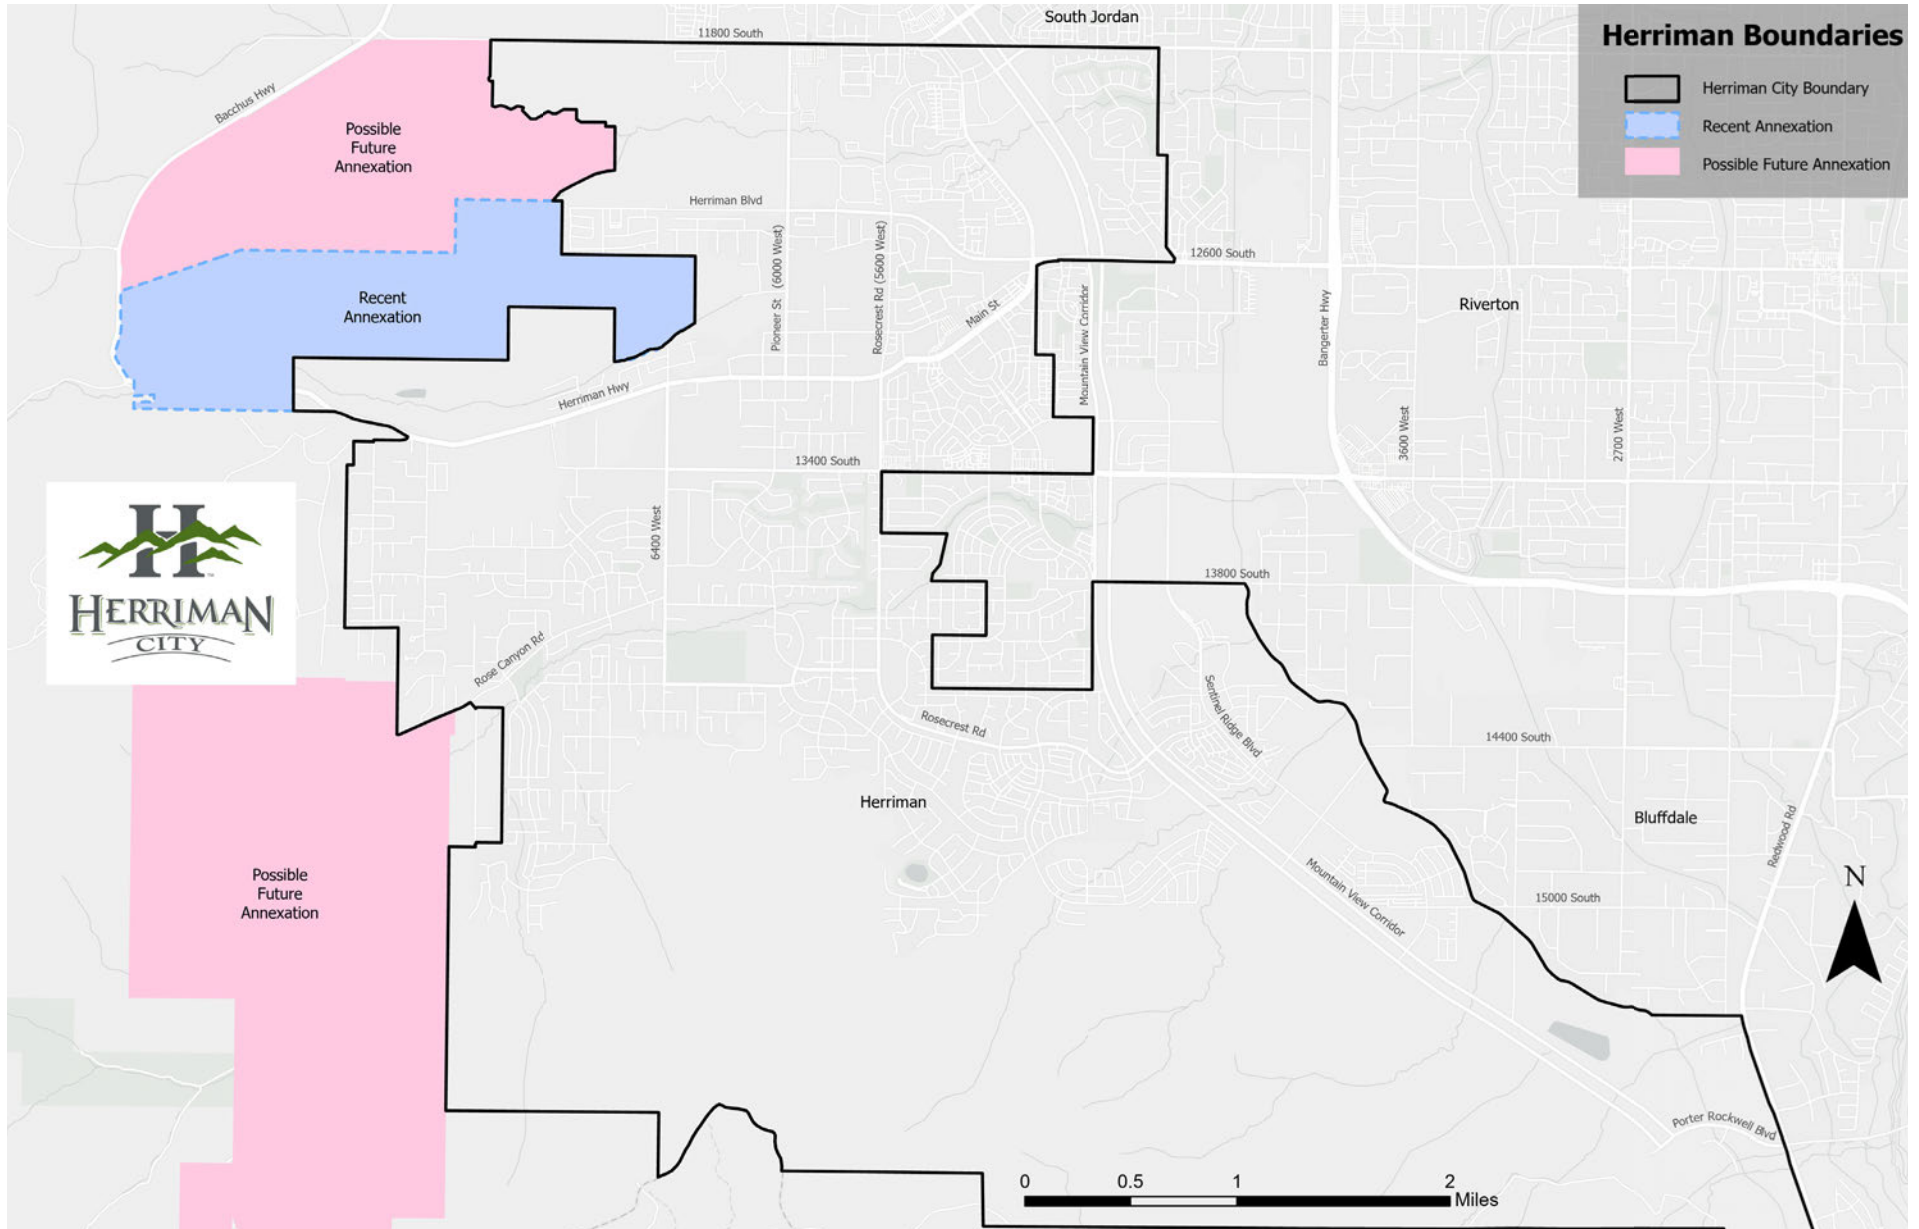 South Jordan
11800 South
Herriman Boundaries
Herriman City Boundary
Recent Annexation
Possible Future Annexation
Bacchus Hwy
Possible
Future
Annexation
Herriman Blvd
Pioneer St (6000 West)
Rosecrest Rd (5600 West)
12600 South
Recent
Annexation
Main St
Mountain View Corridor
Bangerter Hwy
Riverton
Herriman Hwy
3600 West
2700 West
13400 South
6400 West
H
TM
HERRIMAN
CITY
13800 South
Rose Canyon Rd
Rosecrest Rd
Sentinel Ridge Blvd
14400 South
Herriman
Bluffdale
Redwood Rd
Possible
Future
Annexation
Mountain View Corridor
15000 South
N
Porter Rockwell Blvd
0 0.5 1 2
Miles